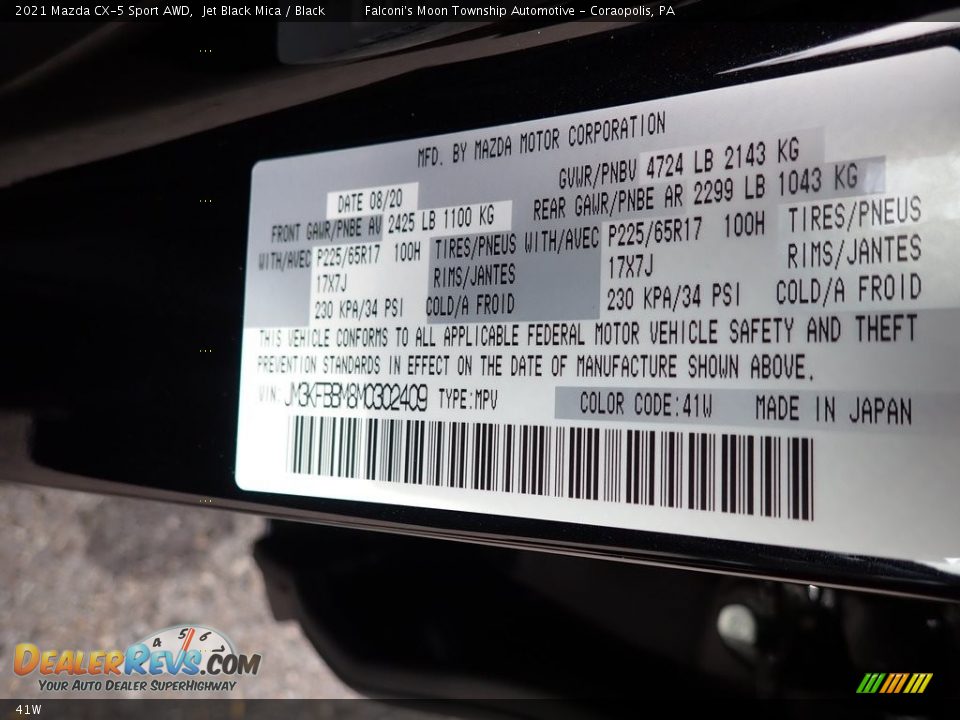 2021 Mazda CX-5 Sport AWD, Jet Black Mica / Black Falconi's Moon Township Automotive - Coraopolis, PA
MFD. BY MAZDA MOTOR CORPORATION
DATE 08/20 GVWR/PNBV 4724 LB 2143 KG
FRONT GAWR/PNBE AV 2425 LB 1100 KG REAR GAWR/PNBE AR 2299 LB 1043 KG
WITH/AVEC P225/65R17 100H TIRES/PNEUS WITH/AVEC P225/65R17 100H TIRES/PNEUS
17X7J RIMS/JANTES 17X7J RIMS/JANTES
230 KPA/34 PSI COLD/A FROID 230 KPA/34 PSI COLD/A FROID
THIS VEHICLE CONFORMS TO ALL APPLICABLE FEDERAL MOTOR VEHICLE SAFETY AND THEFT
PREVENTION STANDARDS IN EFFECT ON THE DATE OF MANUFACTURE SHOWN ABOVE.
VIN: JM3KFBBM8M0302409 TYPE:MPV COLOR CODE:41W MADE IN JAPAN
4 5 6
DEALERREVS.COM
YOUR AUTO DEALER SUPERHIGHWAY
41W